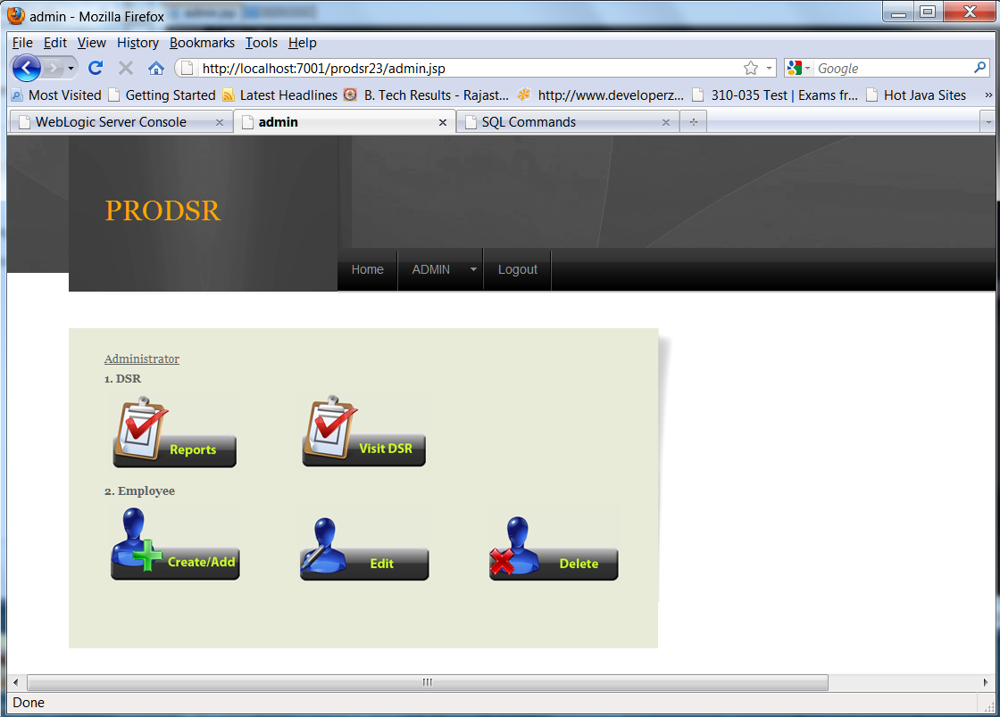 admin - Mozilla Firefox
File Edit View History Bookmarks Tools Help
http://localhost:7001/prodsr23/admin.jsp
Google
Most Visited Getting Started Latest Headlines B. Tech Results - Rajast... http://www.developerz... 310-035 Test | Exams fr... Hot Java Sites »
WebLogic Server Console admin SQL Commands
PRODSR
Home ADMIN Logout
Administrator
1. DSR
Reports Visit DSR
2. Employee
Create/Add Edit Delete
Done